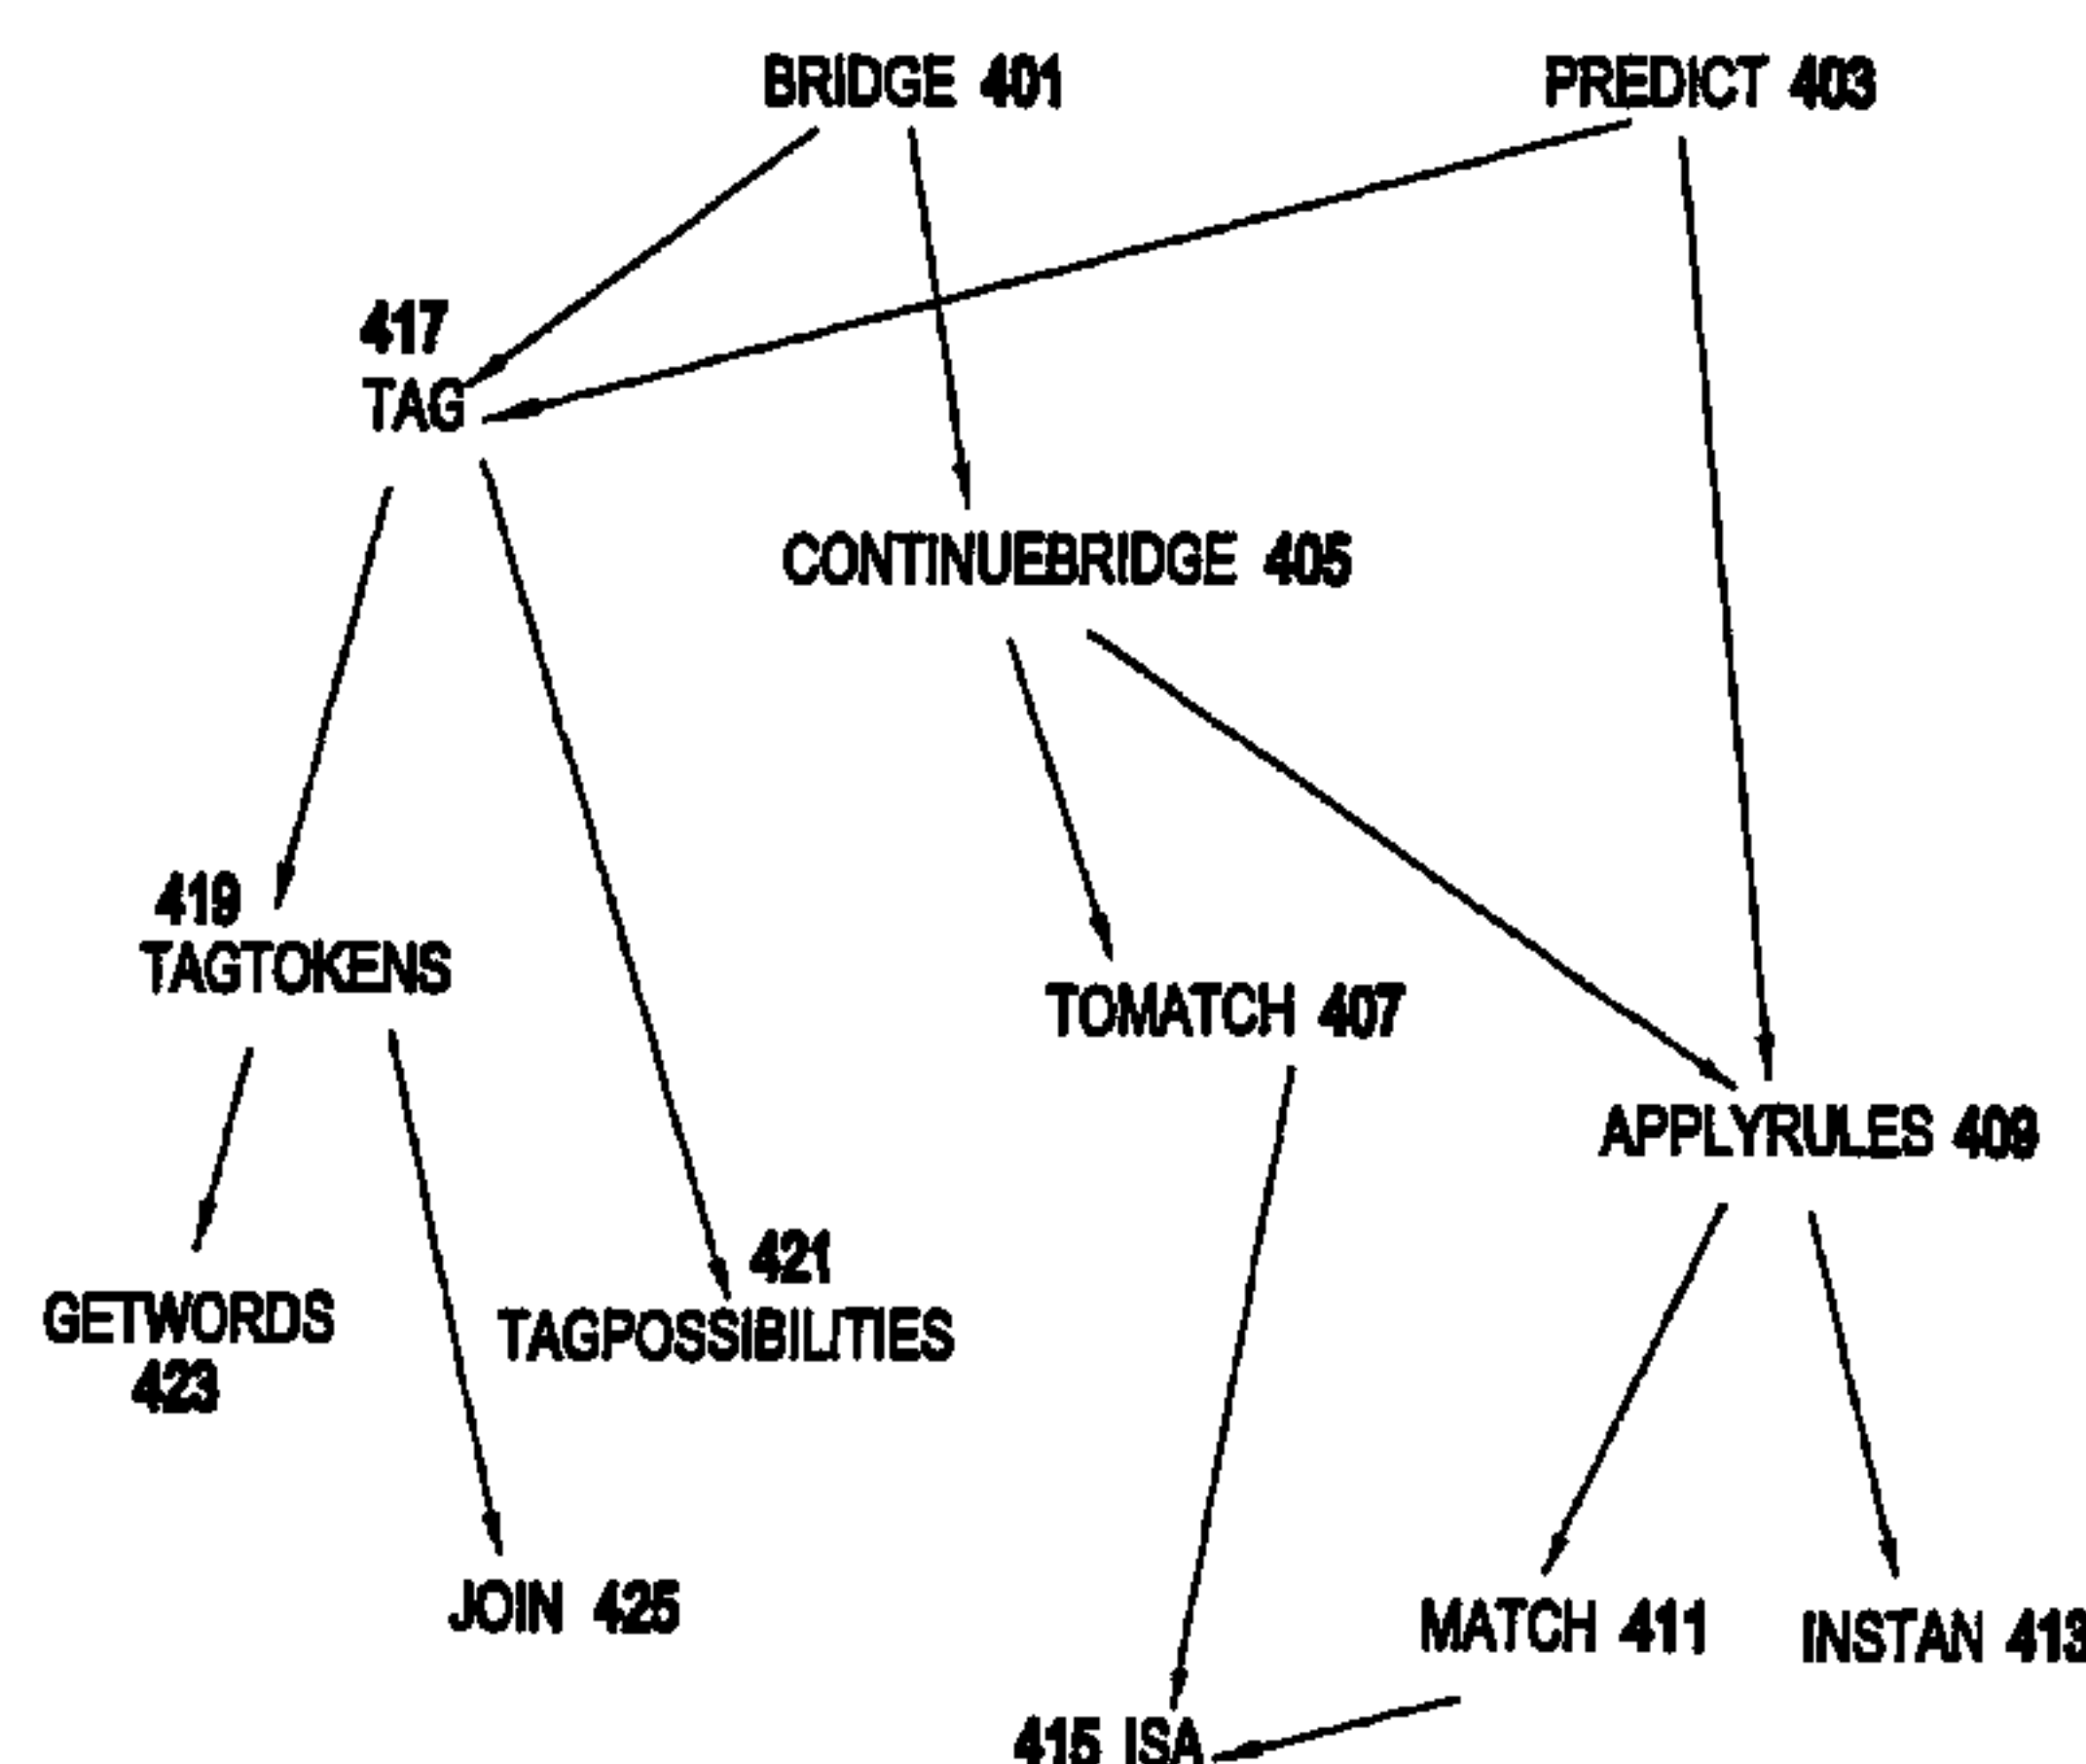 BRIDGE 401
PREDICT 403
417
TAG
CONTINUEBRIDGE 405
419
TAGTOKENS
TOMATCH 407
APPLYRULES 409
421
TAGPOSSIBILITIES
GETWORDS
423
JOIN 425
MATCH 411
INSTAN 413
415 ISA